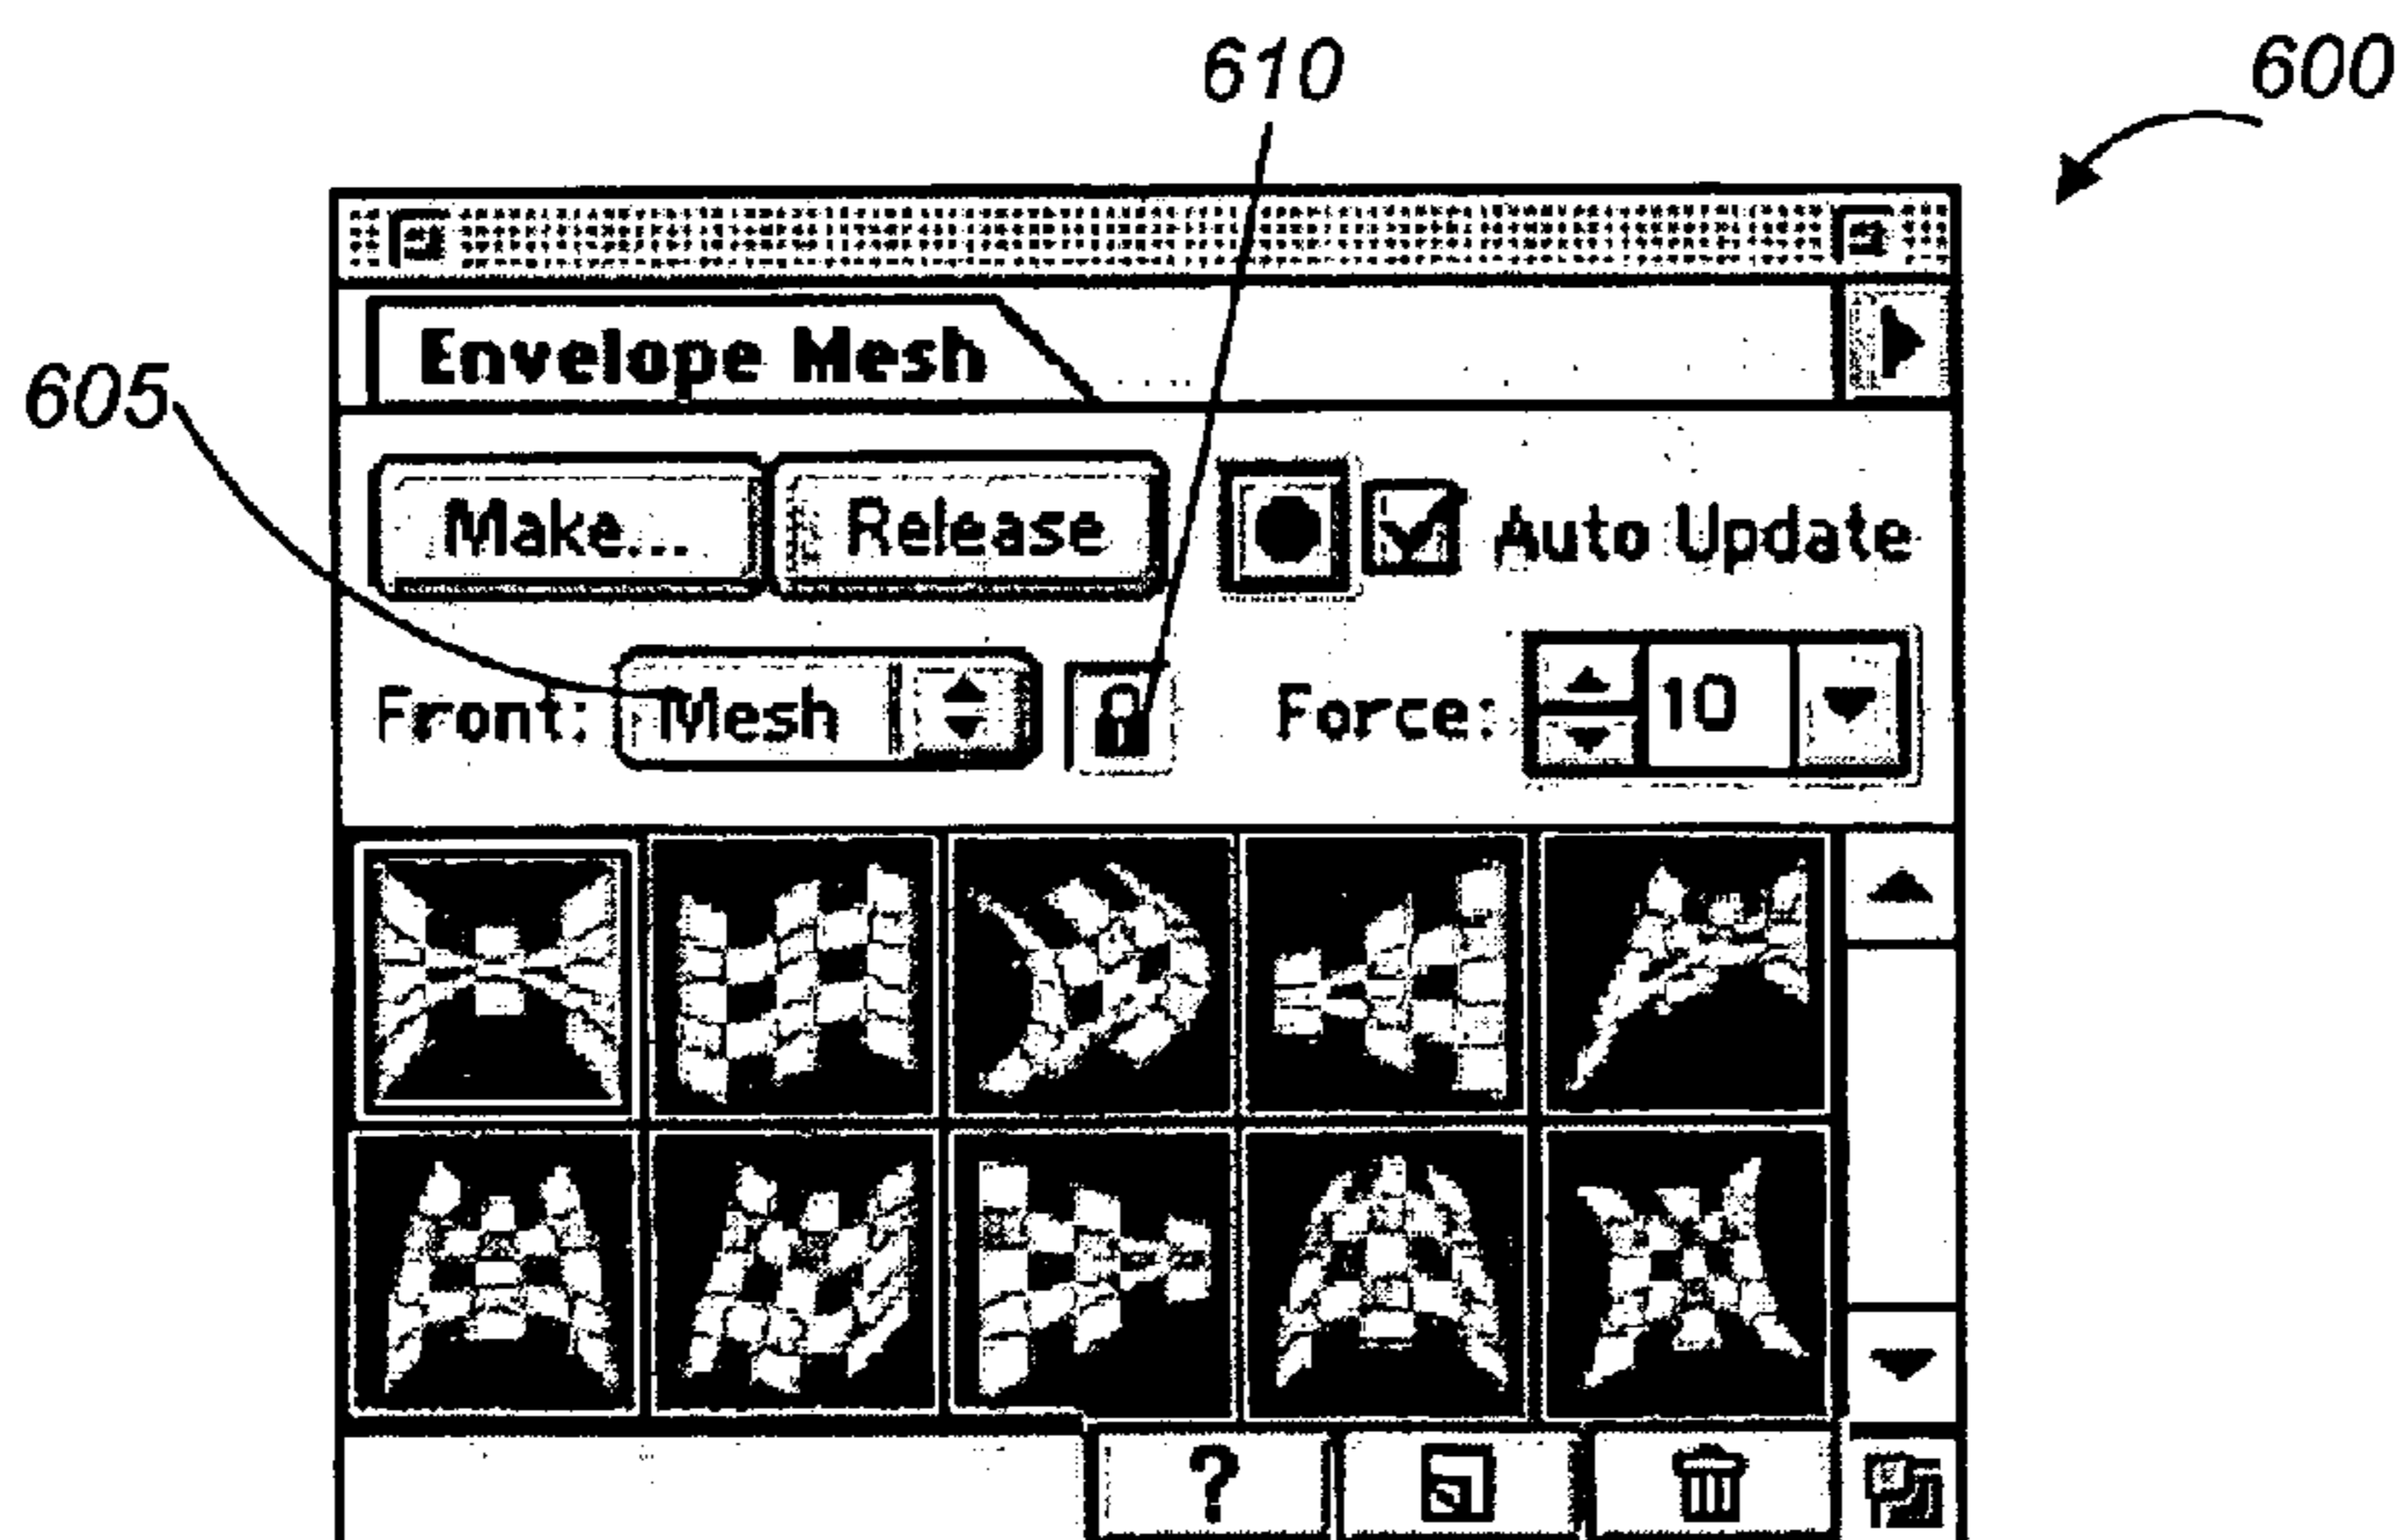 610
600
Envelope Mesh
605
Make... Release Auto Update
Front: Mesh Force: 10
?